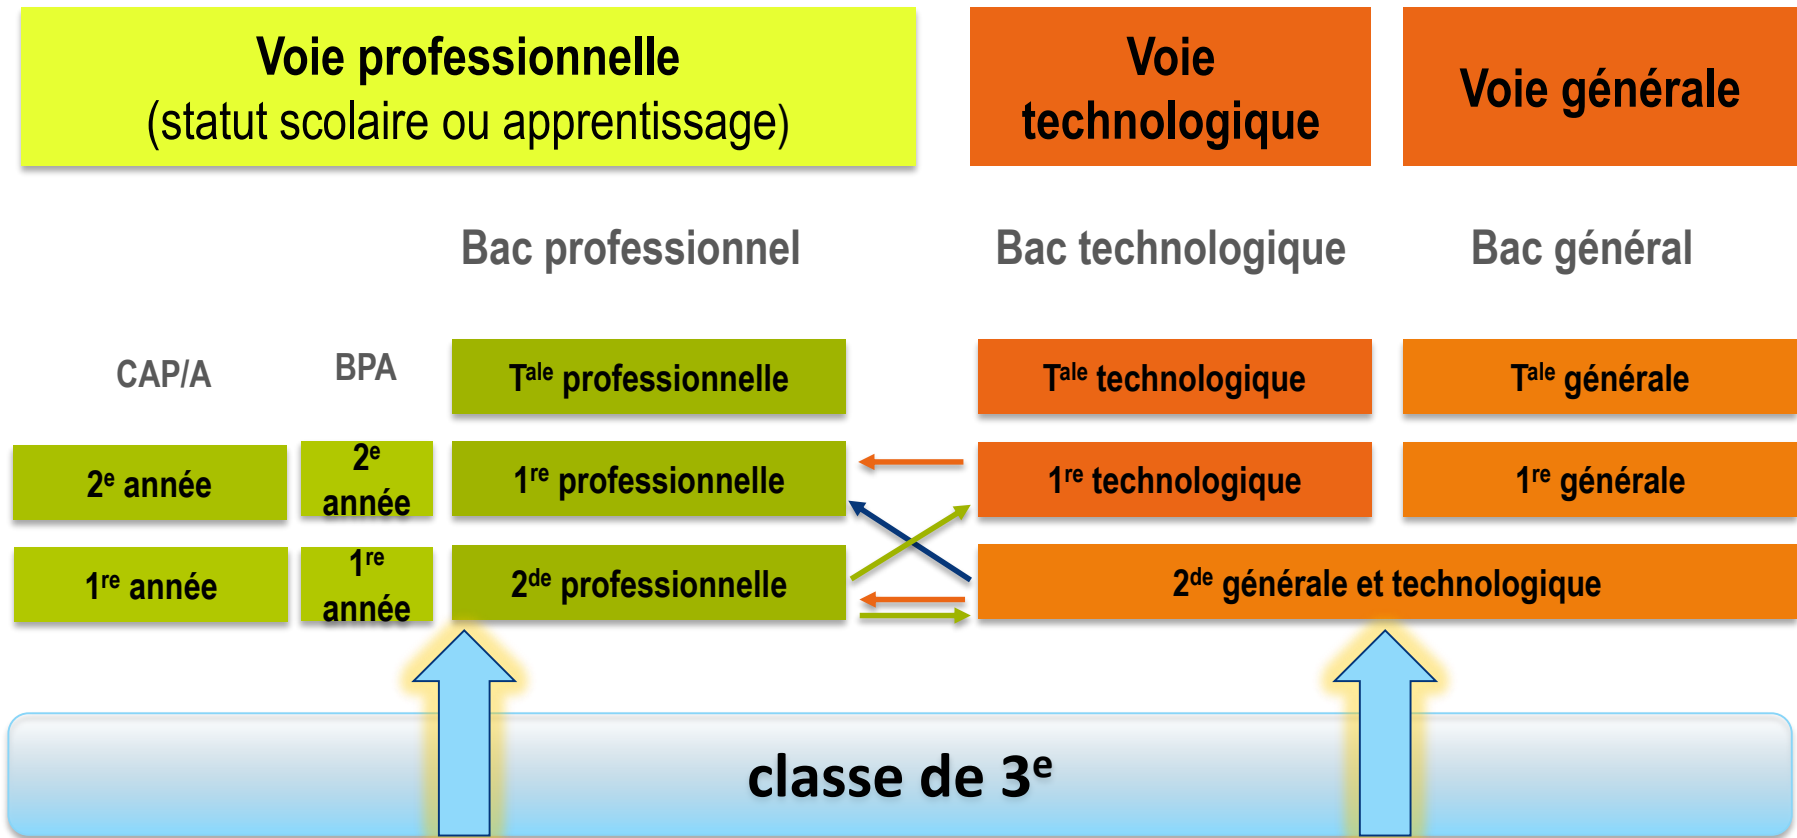 Voie professionnelle
(statut scolaire ou apprentissage)
Voie
technologique
Voie générale
Bac professionnel
Bac technologique
Bac général
CAP/A
BPA
Tale professionnelle
Tale technologique
Tale générale
2e année
2e
année
1re professionnelle
1re technologique
1re générale
1re année
1re
année
2de professionnelle
2de générale et technologique
classe de 3e